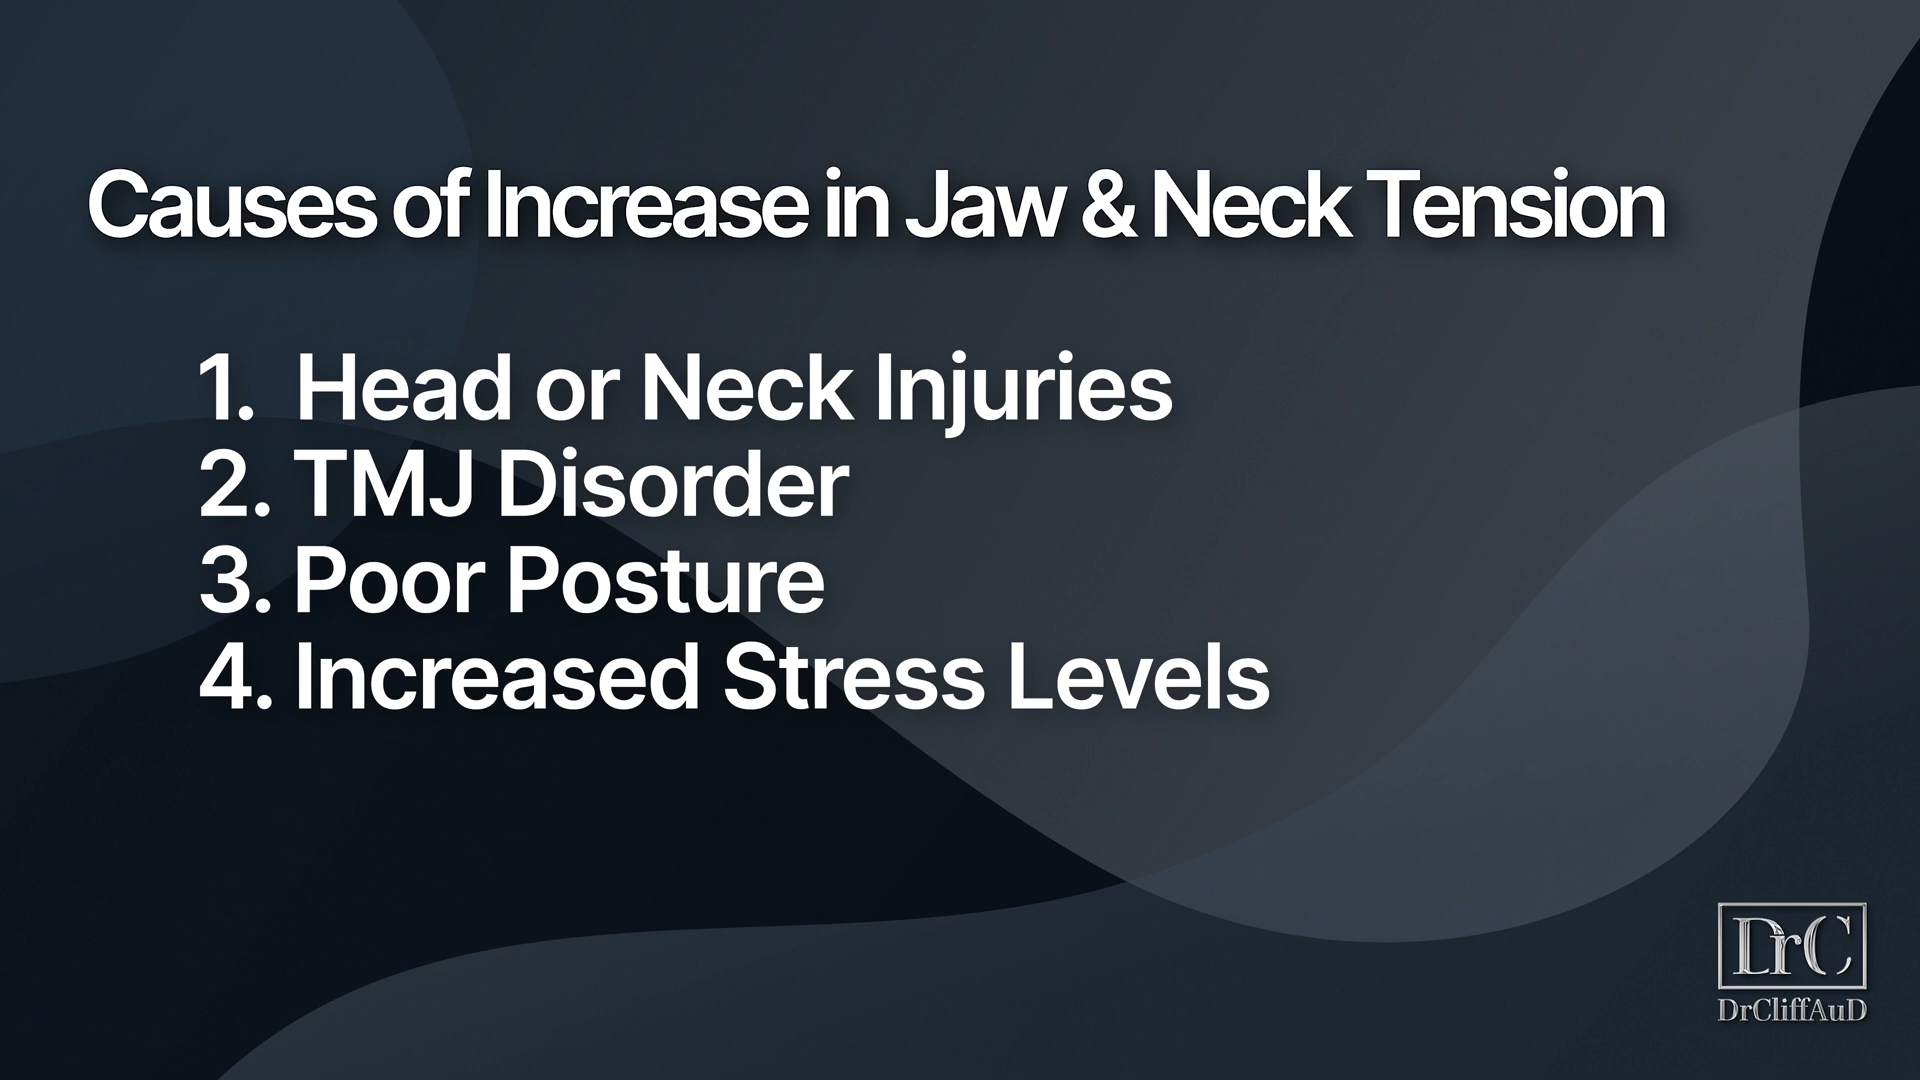 Causes of Increase in Jaw & Neck Tension
1. Head or Neck Injuries
2. TMJ Disorder
3. Poor Posture
4. Increased Stress Levels
DrC
DrCliffAuD